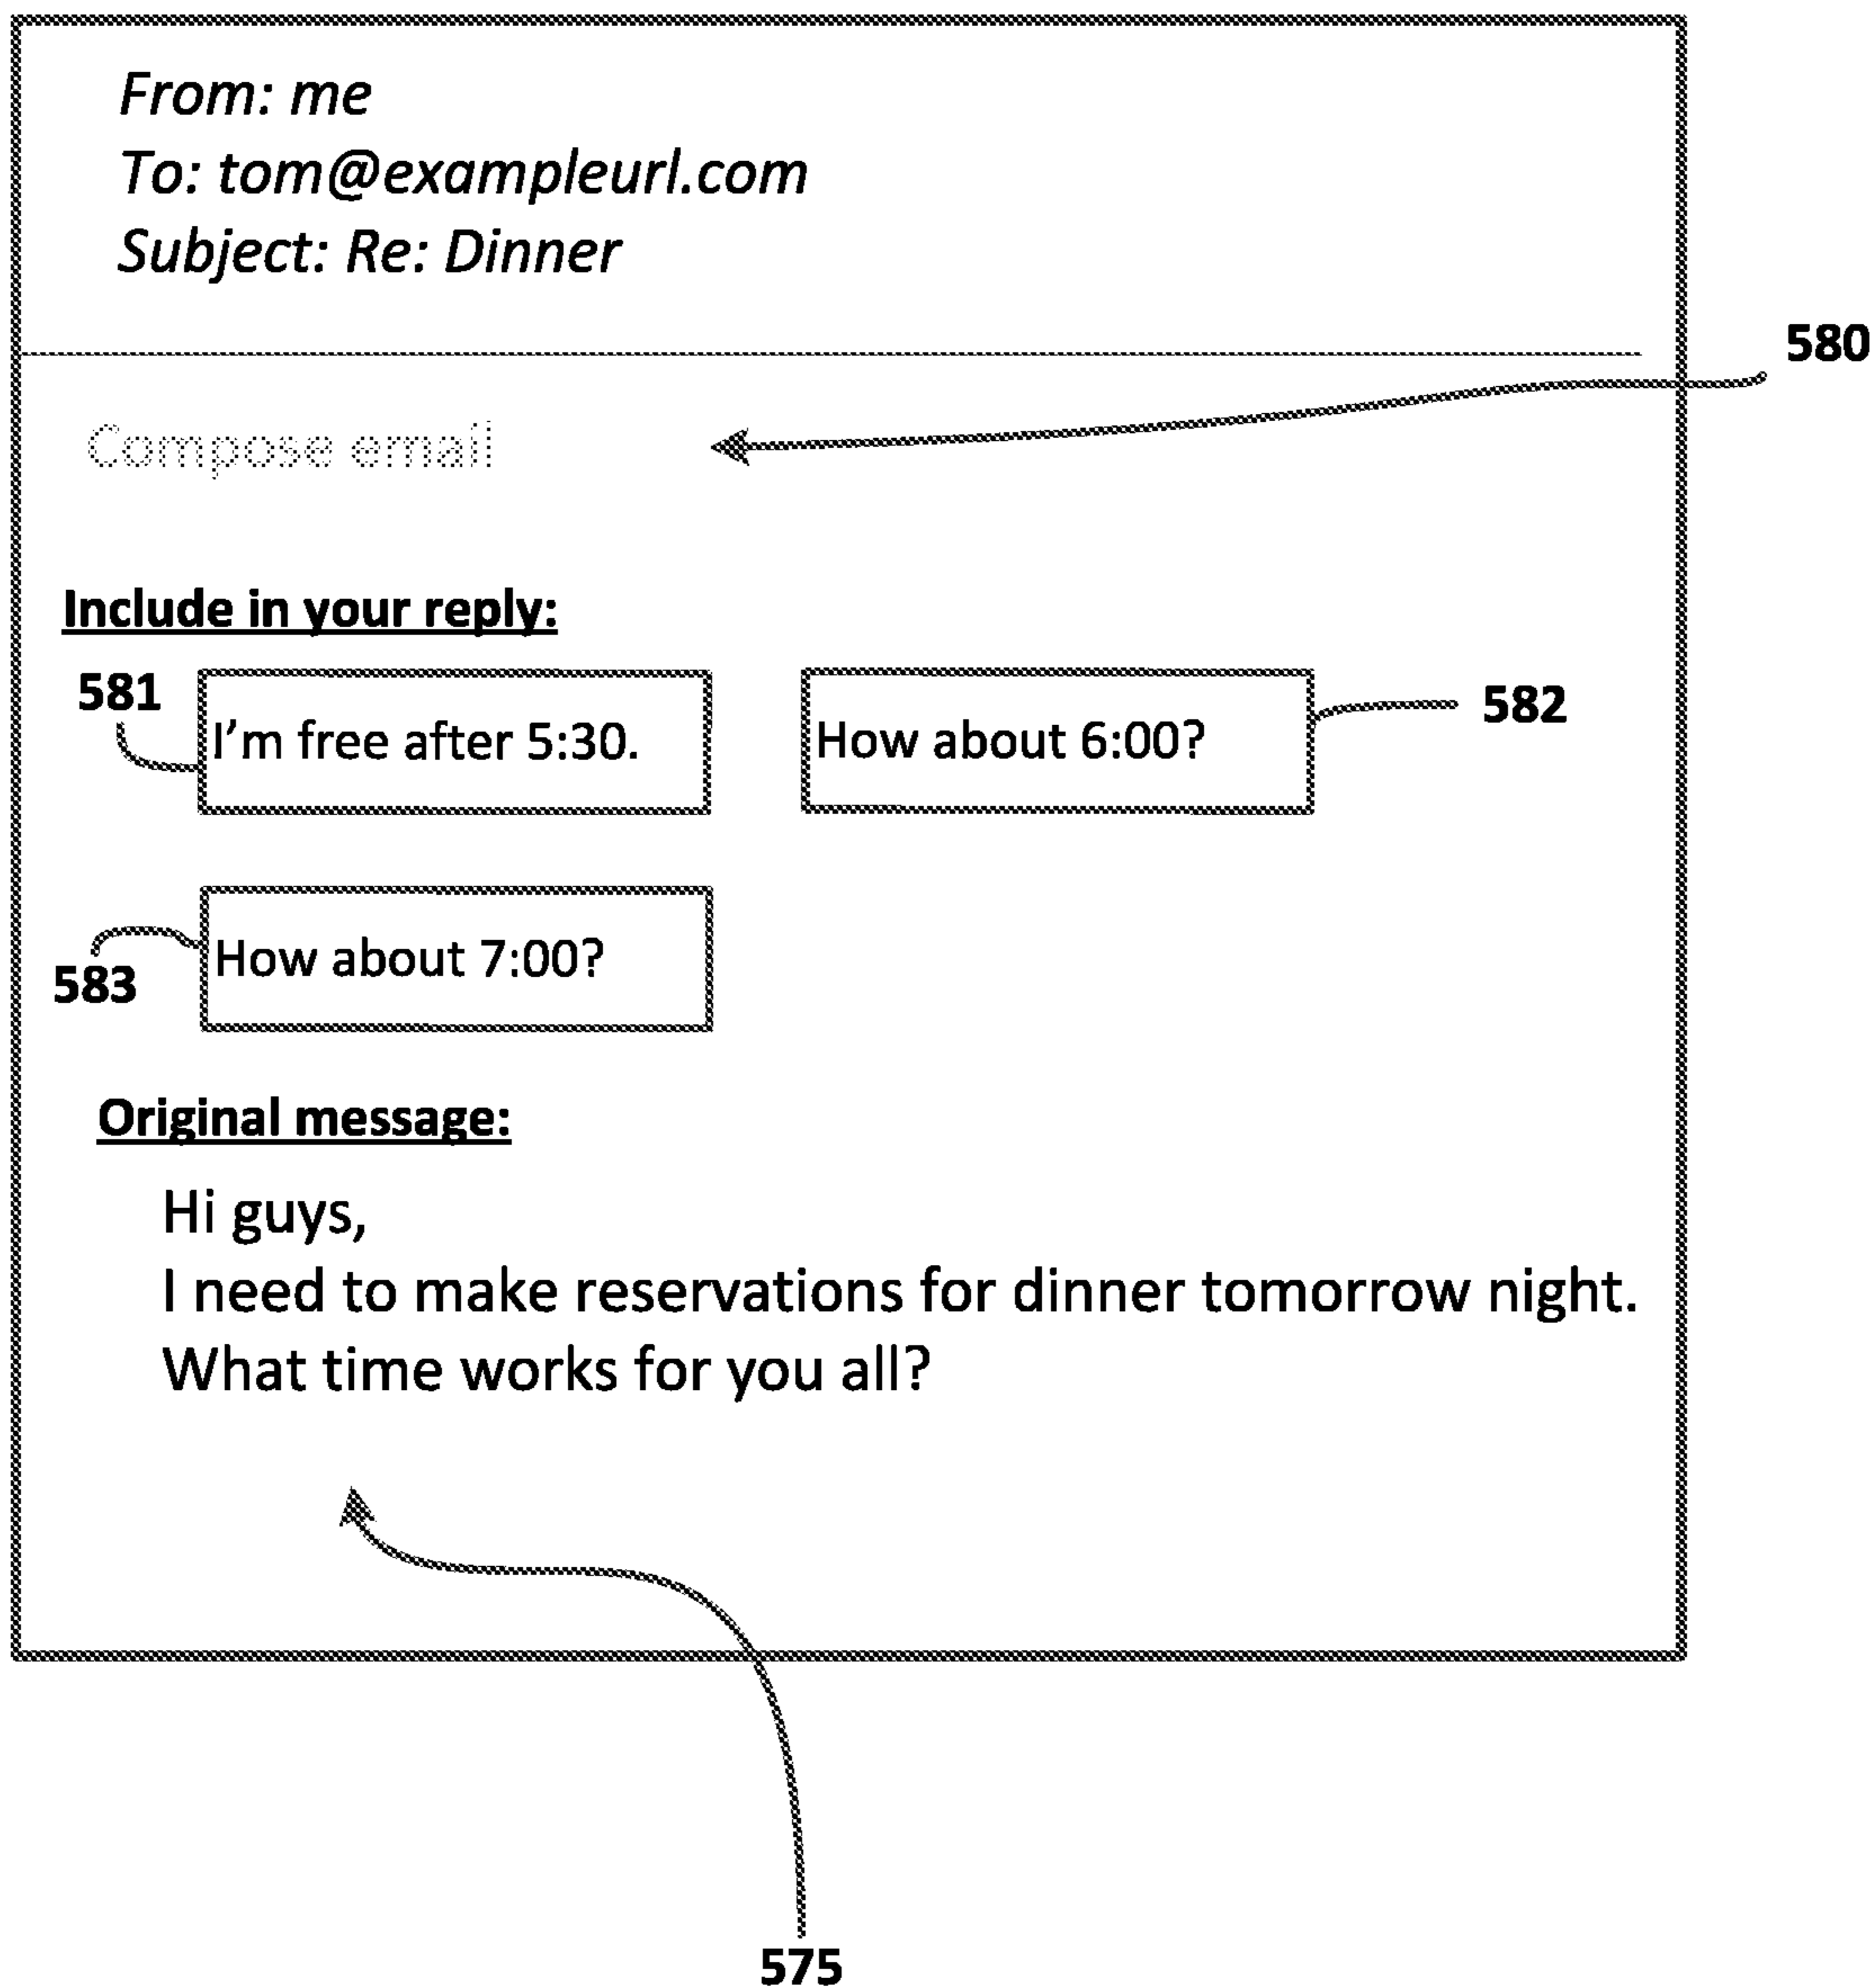 From: me
To: tom@exampleurl.com
Subject: Re: Dinner
580
Compose email
Include in your reply:
581
I'm free after 5:30.
How about 6:00?
582
How about 7:00?
583
Original message:
Hi guys,
I need to make reservations for dinner tomorrow night.
What time works for you all?
575